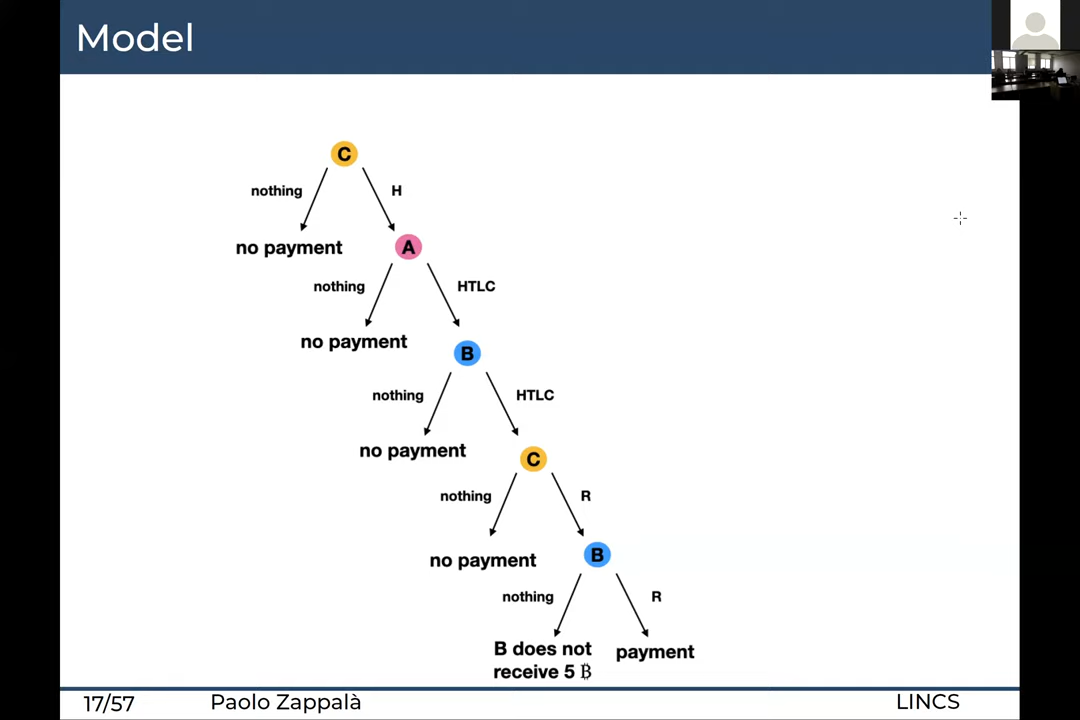 Model
C
nothing
H
no payment
A
nothing
HTLC
no payment
B
nothing
HTLC
no payment
C
nothing
R
no payment
B
nothing
R
B does not
receive 5 ₿
payment
17/57
Paolo Zappalà
LINCS